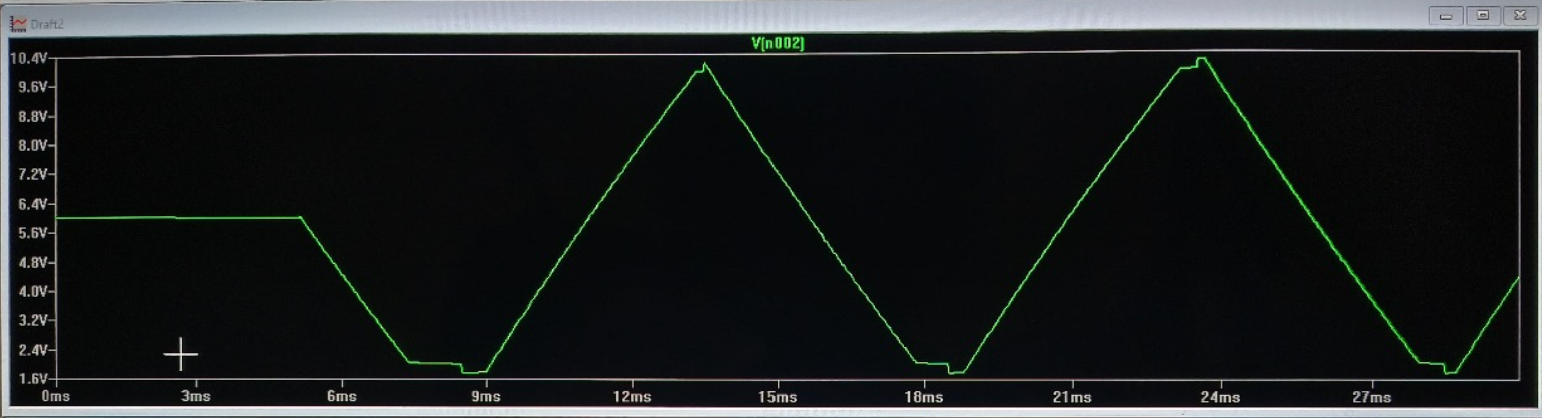 Draft2
V(n002)
10.4V
9.6V
8.8V
8.0V
7.2V
6.4V
5.6V
4.8V
4.0V
3.2V
2.4V
1.6V
0ms 3ms 6ms 9ms 12ms 15ms 18ms 21ms 24ms 27ms